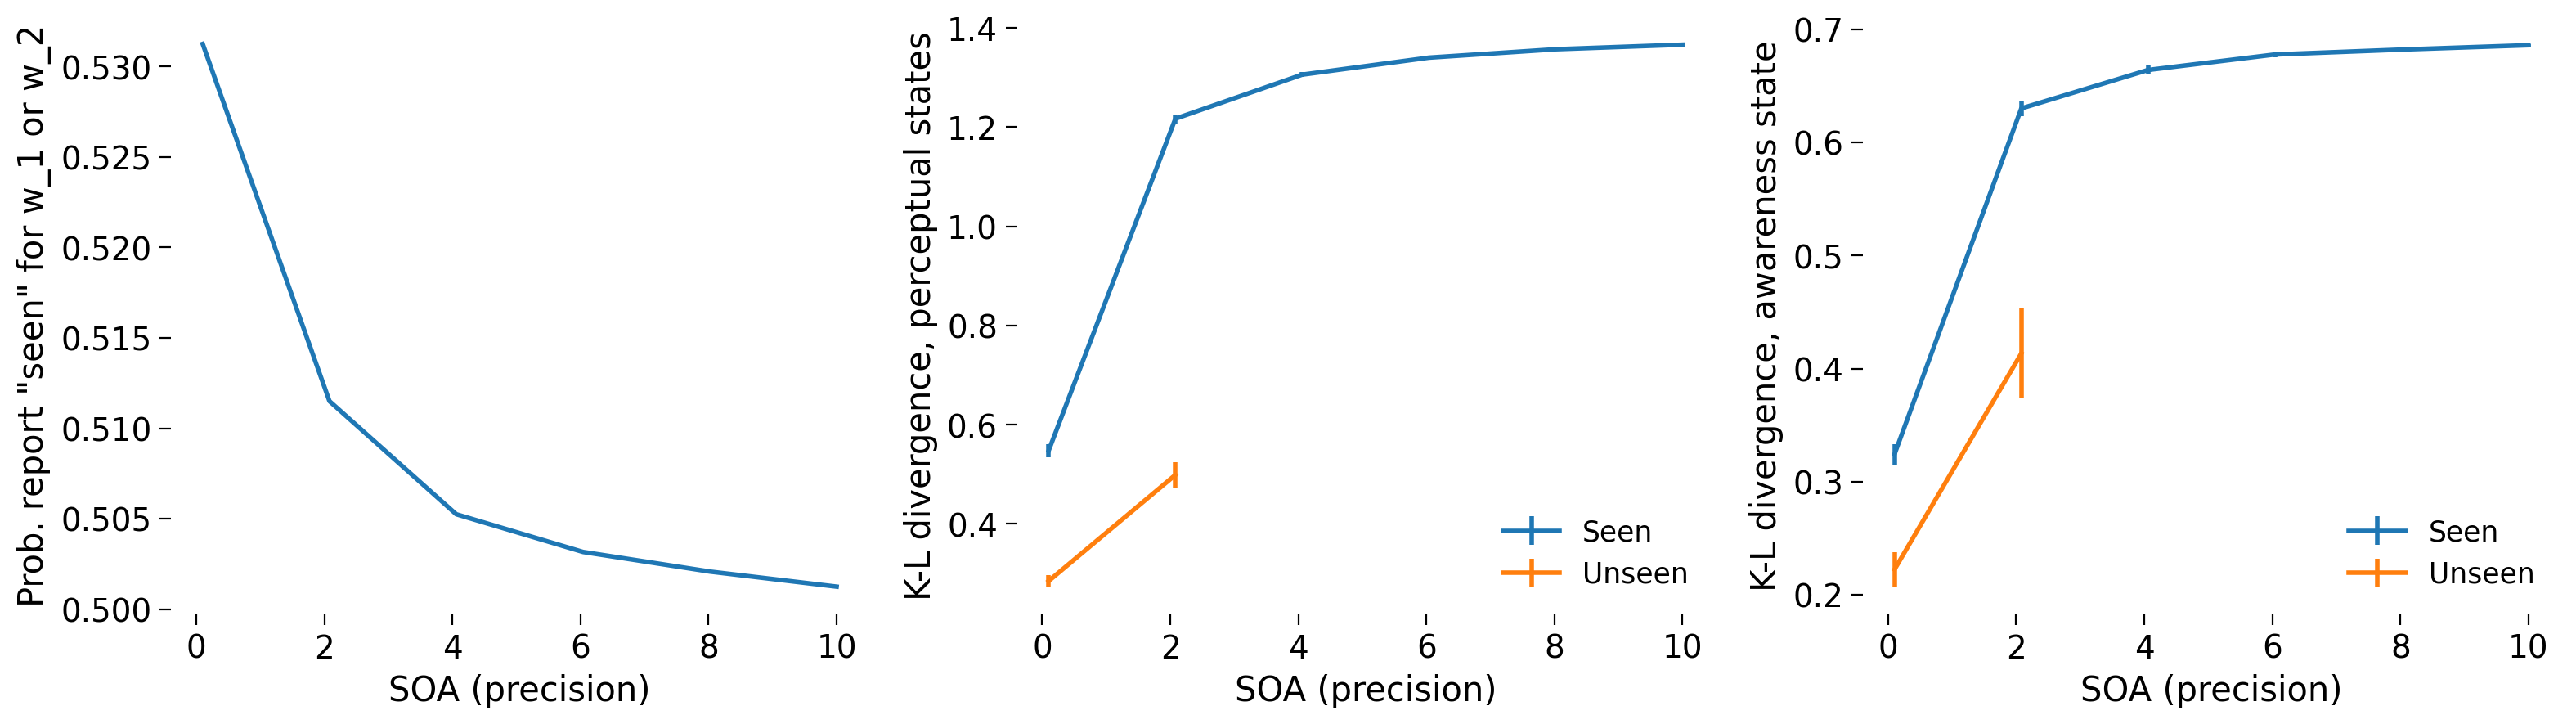 Prob. report "seen" for w_1 or w_2
0.530
0.525
0.520
0.515
0.510
0.505
0.500
0 2 4 6 8 10
SOA (precision)
K-L divergence, perceptual states
1.4
1.2
1.0
0.8
0.6
0.4
Seen
Unseen
0 2 4 6 8 10
SOA (precision)
K-L divergence, awareness state
0.7
0.6
0.5
0.4
0.3
0.2
Seen
Unseen
0 2 4 6 8 10
SOA (precision)